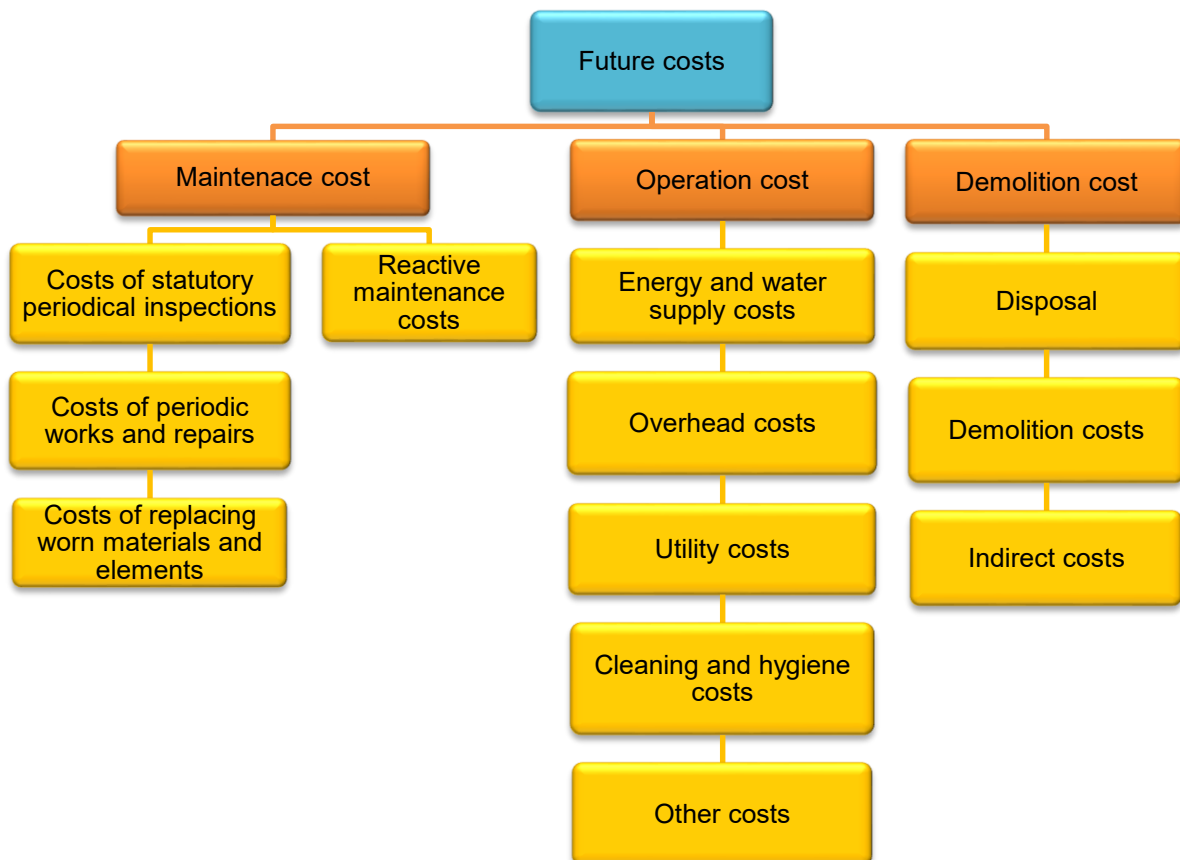 Future costs
Maintenace cost
Operation cost
Demolition cost
Costs of statutory
periodical inspections
Reactive
maintenance
costs
Energy and water
supply costs
Disposal
Costs of periodic
works and repairs
Overhead costs
Demolition costs
Costs of replacing
worn materials and
elements
Utility costs
Indirect costs
Cleaning and hygiene
costs
Other costs